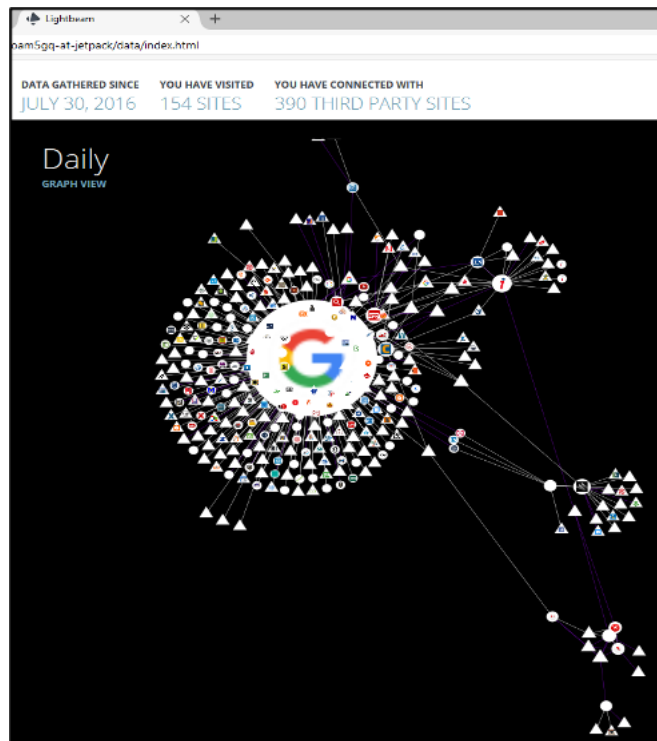 Lightbeam
oam5gq-at-jetpack/data/index.html
DATA GATHERED SINCE
JULY 30, 2016
YOU HAVE VISITED
154 SITES
YOU HAVE CONNECTED WITH
390 THIRD PARTY SITES
Daily
GRAPH VIEW
G